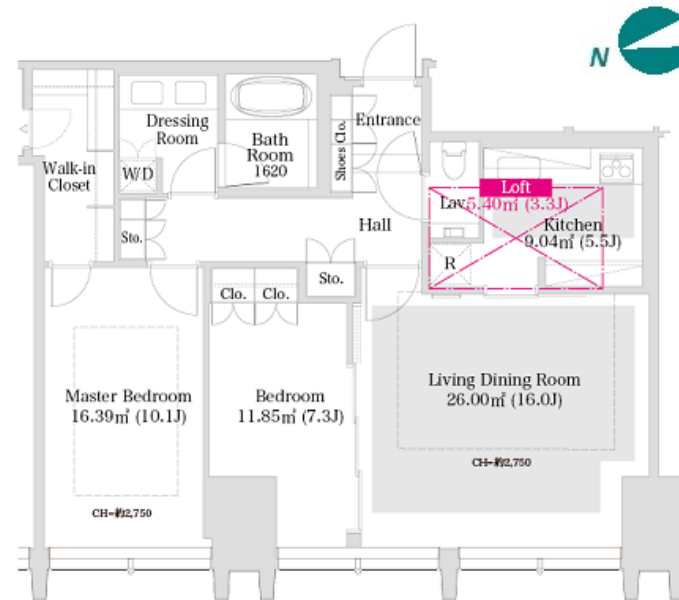 N
Entrance
Dressing
Room
Bath
Room
1620
Shoes Clo.
Walk-in
Closet
W/D
Loft
Lav.
5.40㎡ (3.3J)
Kitchen
9.04㎡ (5.5J)
Hall
Sto.
R
Sto.
Clo.
Clo.
Master Bedroom
16.39㎡ (10.1J)
Bedroom
11.85㎡ (7.3J)
Living Dining Room
26.00㎡ (16.0J)
CH=約2,750
CH=約2,750